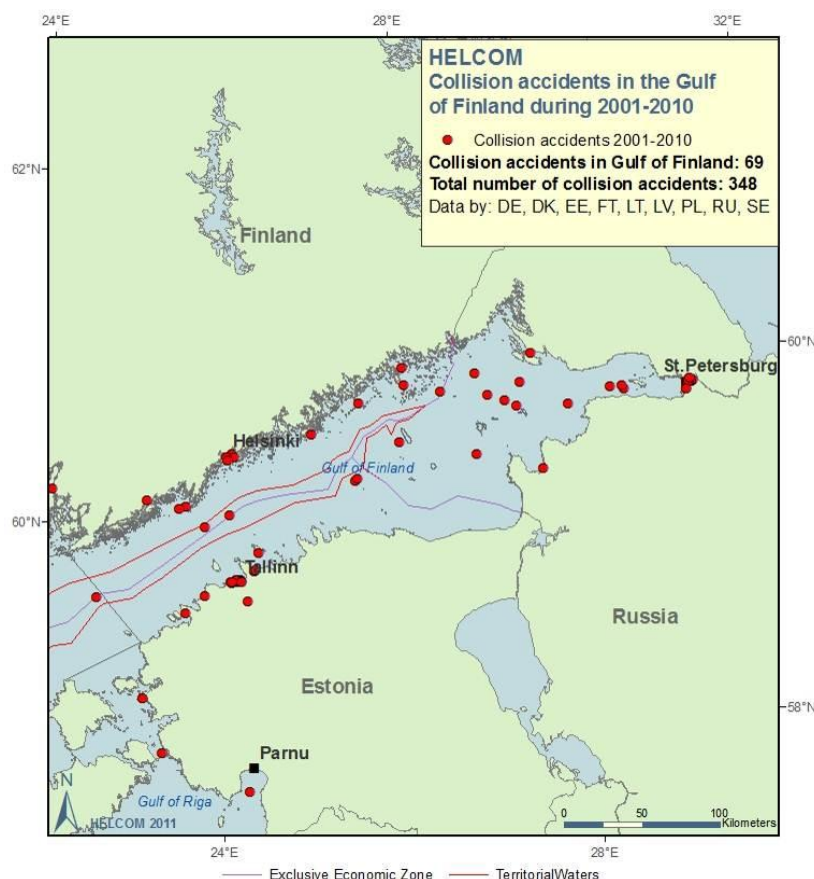 24°E 28°E 32°E
HELCOM
Collision accidents in the Gulf
of Finland during 2001-2010
Collision accidents 2001-2010
Collision accidents in Gulf of Finland: 69
Total number of collision accidents: 348
Data by: DE, DK, EE, FT, LT, LV, PL, RU, SE
62°N
Finland
60°N
St.Petersburg
Helsinki
Gulf of Finland
60°N
Tallinn
Russia
Estonia
58°N
Parnu
N
Gulf of Riga
HELCOM 2011
0 50 100
Kilometers
24°E 28°E
Exclusive Economic Zone TerritorialWaters